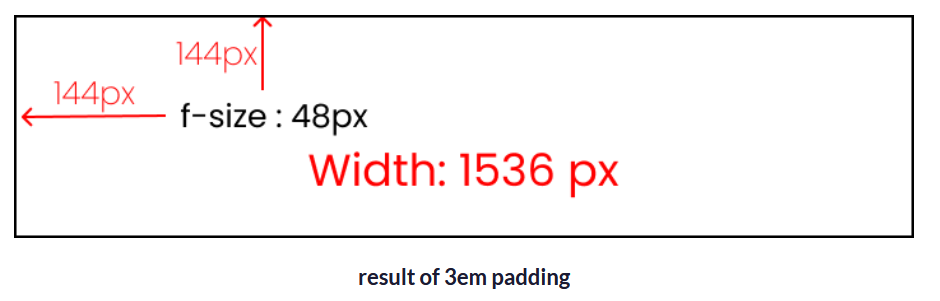 144px
144px
f-size : 48px
Width: 1536 px
result of 3em padding